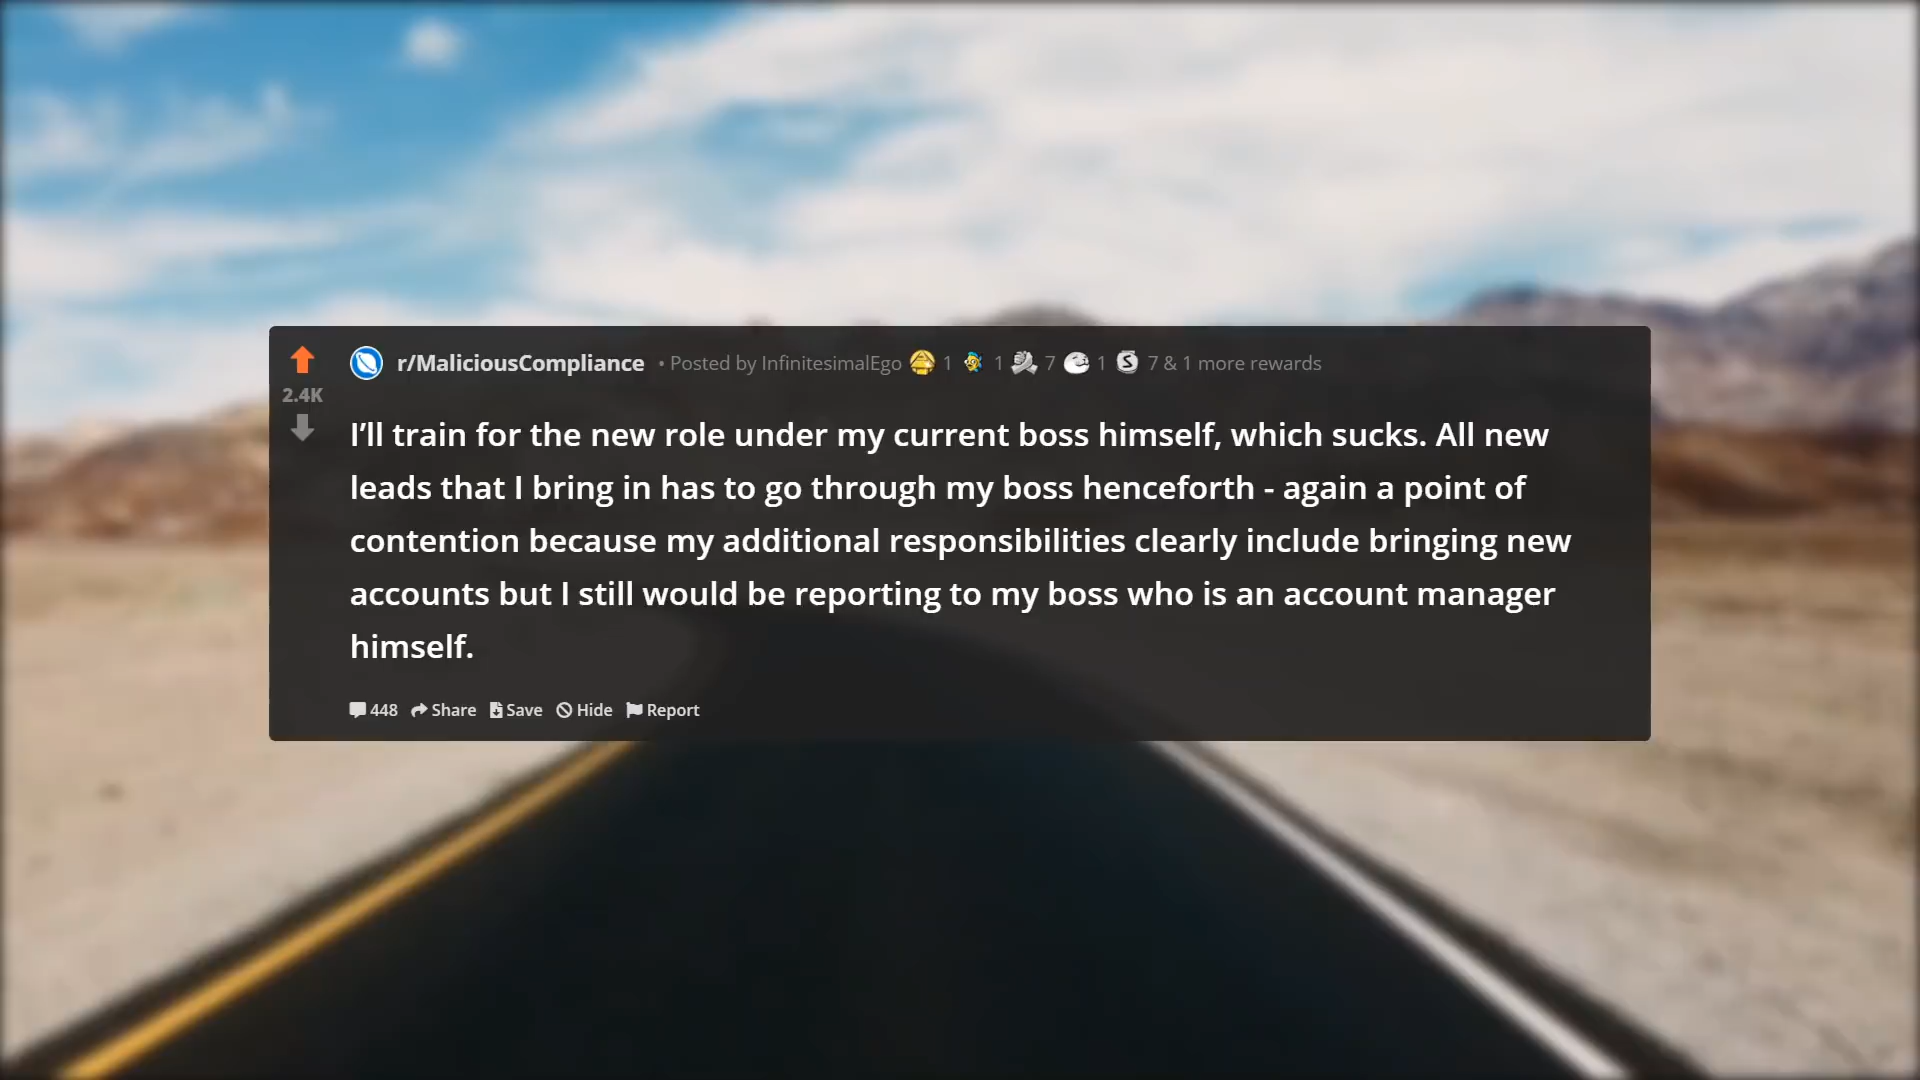 r/MaliciousCompliance • Posted by InfinitesimalEgo 1 1 7 1 S 7 & 1 more rewards
2.4K
I’ll train for the new role under my current boss himself, which sucks. All new
leads that I bring in has to go through my boss henceforth - again a point of
contention because my additional responsibilities clearly include bringing new
accounts but I still would be reporting to my boss who is an account manager
himself.
448 Share Save Hide Report